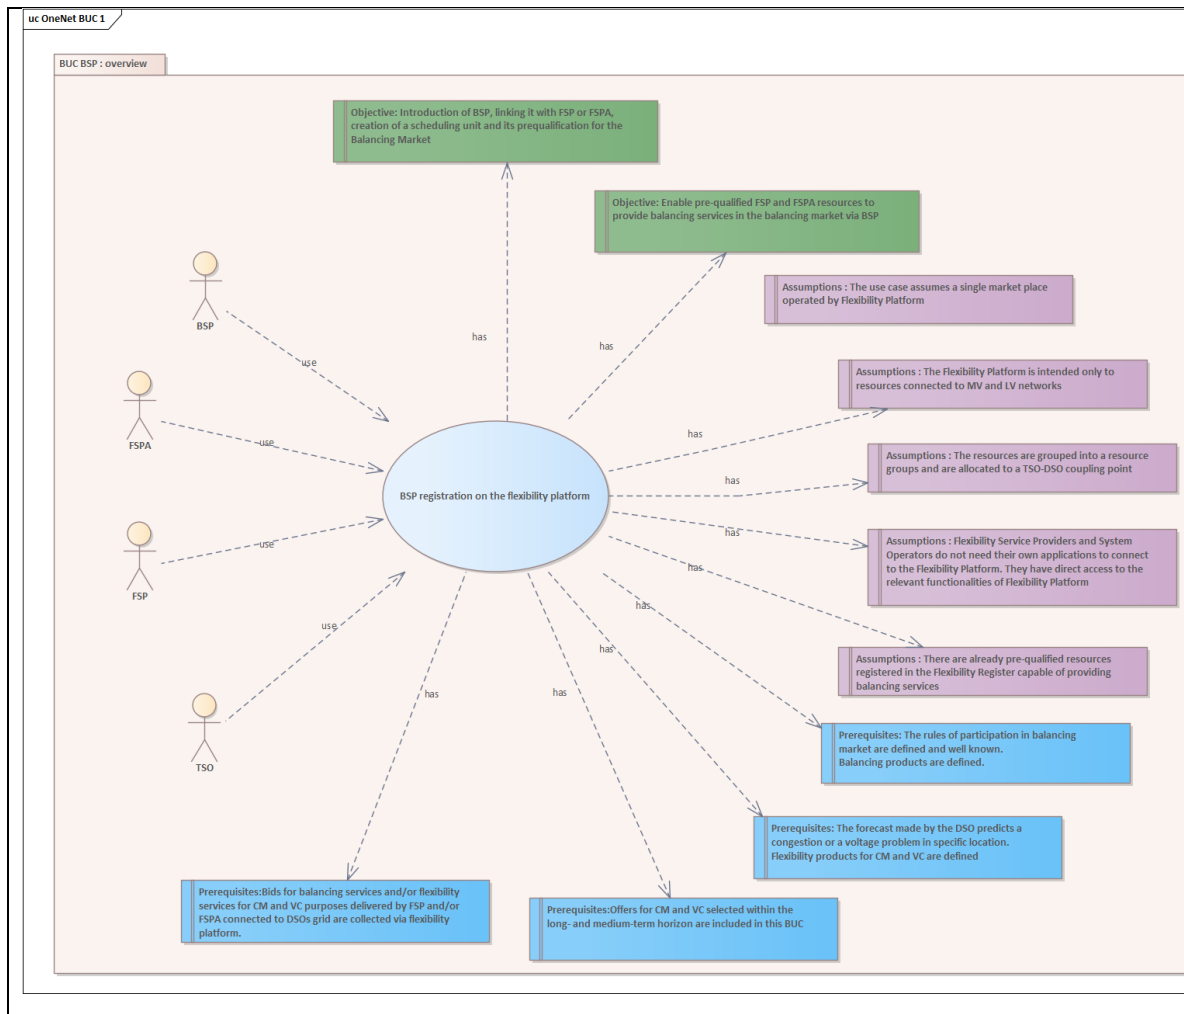 uc OneNet BUC 1
BUC BSP : overview
Objective: Introduction of BSP, linking it with FSP or FSPA,
creation of a scheduling unit and its prequalification for the
Balancing Market
Objective: Enable pre-qualified FSP and FSPA resources to
provide balancing services in the balancing market via BSP
Assumptions : The use case assumes a single market place
operated by Flexibility Platform
BSP
has
has
use
Assumptions : The Flexibility Platform is intended only to
resources connected to MV and LV networks
FSPA
use
has
Assumptions : The resources are grouped into a resource
groups and are allocated to a TSO-DSO coupling point
has
BSP registration on the flexibility platform
Assumptions : Flexibility Service Providers and System
Operators do not need their own applications to connect
to the Flexibility Platform. They have direct access to the
relevant functionalities of Flexibility Platform
has
use
FSP
has
has
use
has
Assumptions : There are already pre-qualified resources
registered in the Flexibility Register capable of providing
balancing services
has
has
TSO
Prerequisites: The rules of participation in balancing
market are defined and well known.
Balancing products are defined.
Prerequisites: The forecast made by the DSO predicts a
congestion or a voltage problem in specific location.
Flexibility products for CM and VC are defined
Prerequisites:Bids for balancing services and/or flexibility
services for CM and VC purposes delivered by FSP and/or
FSPA connected to DSOs grid are collected via flexibility
platform.
Prerequisites:Offers for CM and VC selected within the
long- and medium-term horizon are included in this BUC